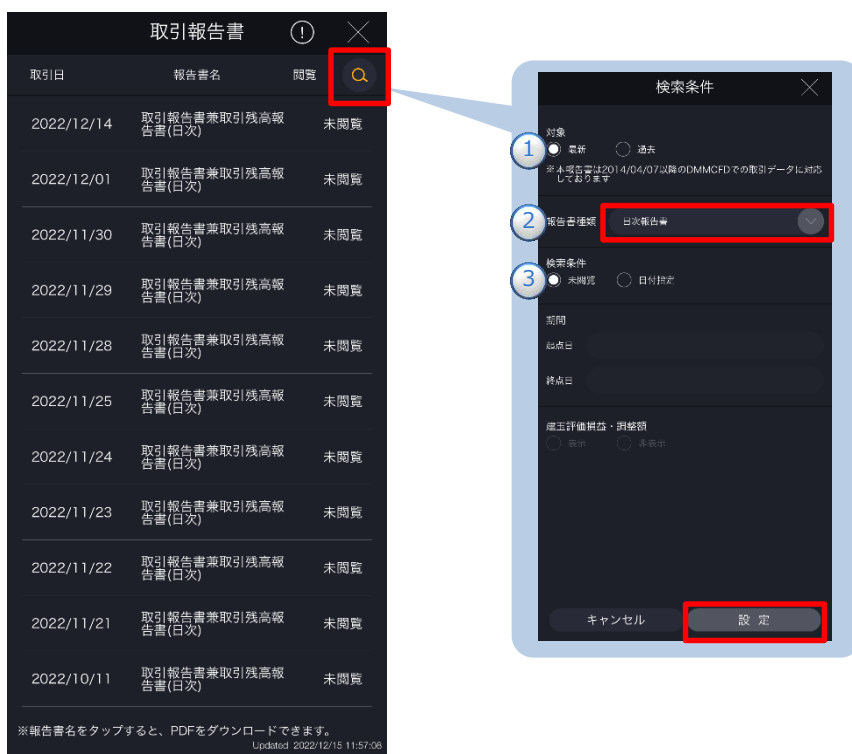 取引報告書
取引日 報告書名 閲覧
2022/12/14 取引報告書兼取引残高報告書(日次) 未閲覧
2022/12/01 取引報告書兼取引残高報告書(日次) 未閲覧
2022/11/30 取引報告書兼取引残高報告書(日次) 未閲覧
2022/11/29 取引報告書兼取引残高報告書(日次) 未閲覧
2022/11/28 取引報告書兼取引残高報告書(日次) 未閲覧
2022/11/25 取引報告書兼取引残高報告書(日次) 未閲覧
2022/11/24 取引報告書兼取引残高報告書(日次) 未閲覧
2022/11/23 取引報告書兼取引残高報告書(日次) 未閲覧
2022/11/22 取引報告書兼取引残高報告書(日次) 未閲覧
2022/11/21 取引報告書兼取引残高報告書(日次) 未閲覧
2022/10/11 取引報告書兼取引残高報告書(日次) 未閲覧
※報告書名をタップすると、PDFをダウンロードできます。
Updated 2022/12/15 11:57:06
検索条件
対象
1 最新 過去
※本報告書は2014/04/07以降のDMMCFDでの取引データに対応
しております
2 報告書種類 日次報告書
検索条件
3 未閲覧 日付指定
期間
起点日
終点日
建玉評価損益・調整額
表示 非表示
キャンセル 設定